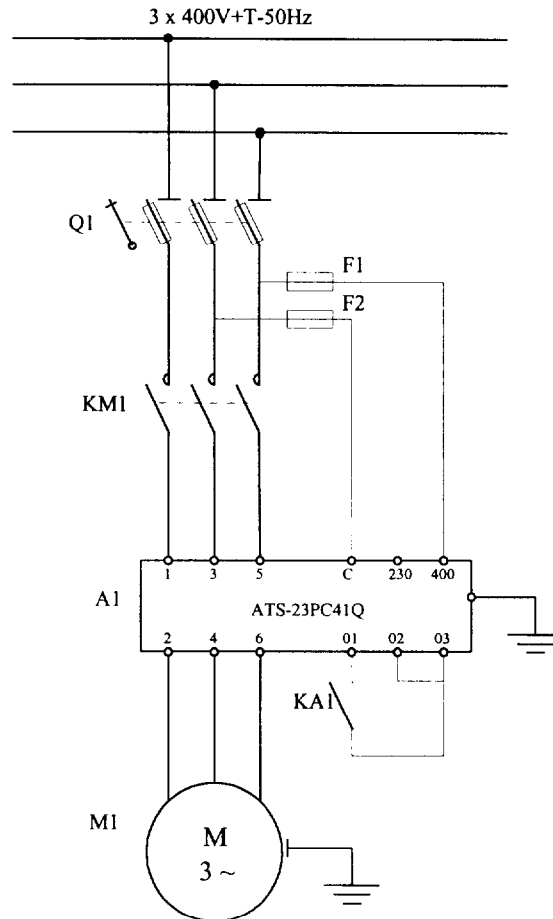 3 x 400V+T-50Hz
Q1
F1
F2
KM1
1 3 5 C 230 400
A1
ATS-23PC41Q
2 4 6 01 02 03
KA1
M1
M
3 ~